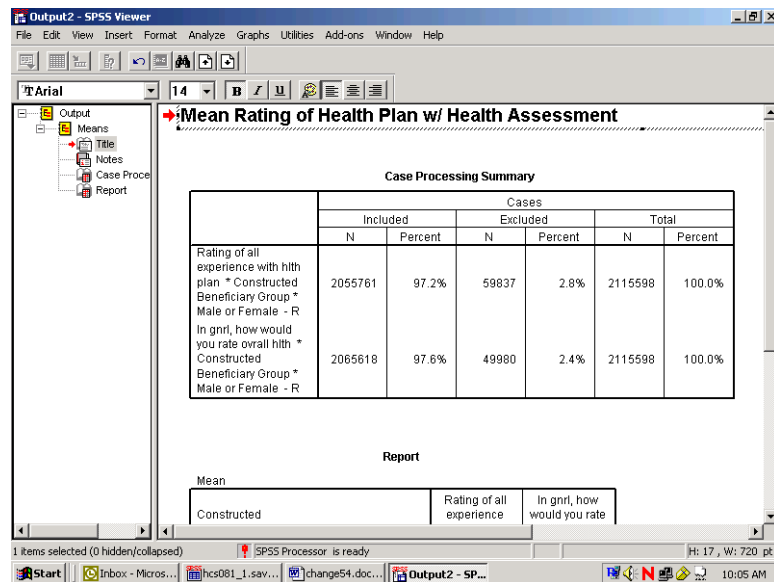 Output2 - SPSS Viewer
File Edit View Insert Format Analyze Graphs Utilities Add-ons Window Help
Arial 14 B I U
Output
Means
Title
Notes
Case Proce
Report
Mean Rating of Health Plan w/ Health Assessment
Case Processing Summary
Cases
Included Excluded Total
N Percent N Percent N Percent
Rating of all
experience with hlth
plan * Constructed
Beneficiary Group *
Male or Female - R
2055761 97.2% 59837 2.8% 2115598 100.0%
In gnrl, how would
you rate ovrall hlth *
Constructed
Beneficiary Group *
Male or Female - R
2065618 97.6% 49980 2.4% 2115598 100.0%
Report
Mean
Constructed
Rating of all
experience
In gnrl, how
would you rate
1 items selected (0 hidden/collapsed) SPSS Processor is ready H: 17 , W: 720 pt
Start Inbox - Micros... hcs081_1.sav... change54.doc... Output2 - SP... N 10:05 AM